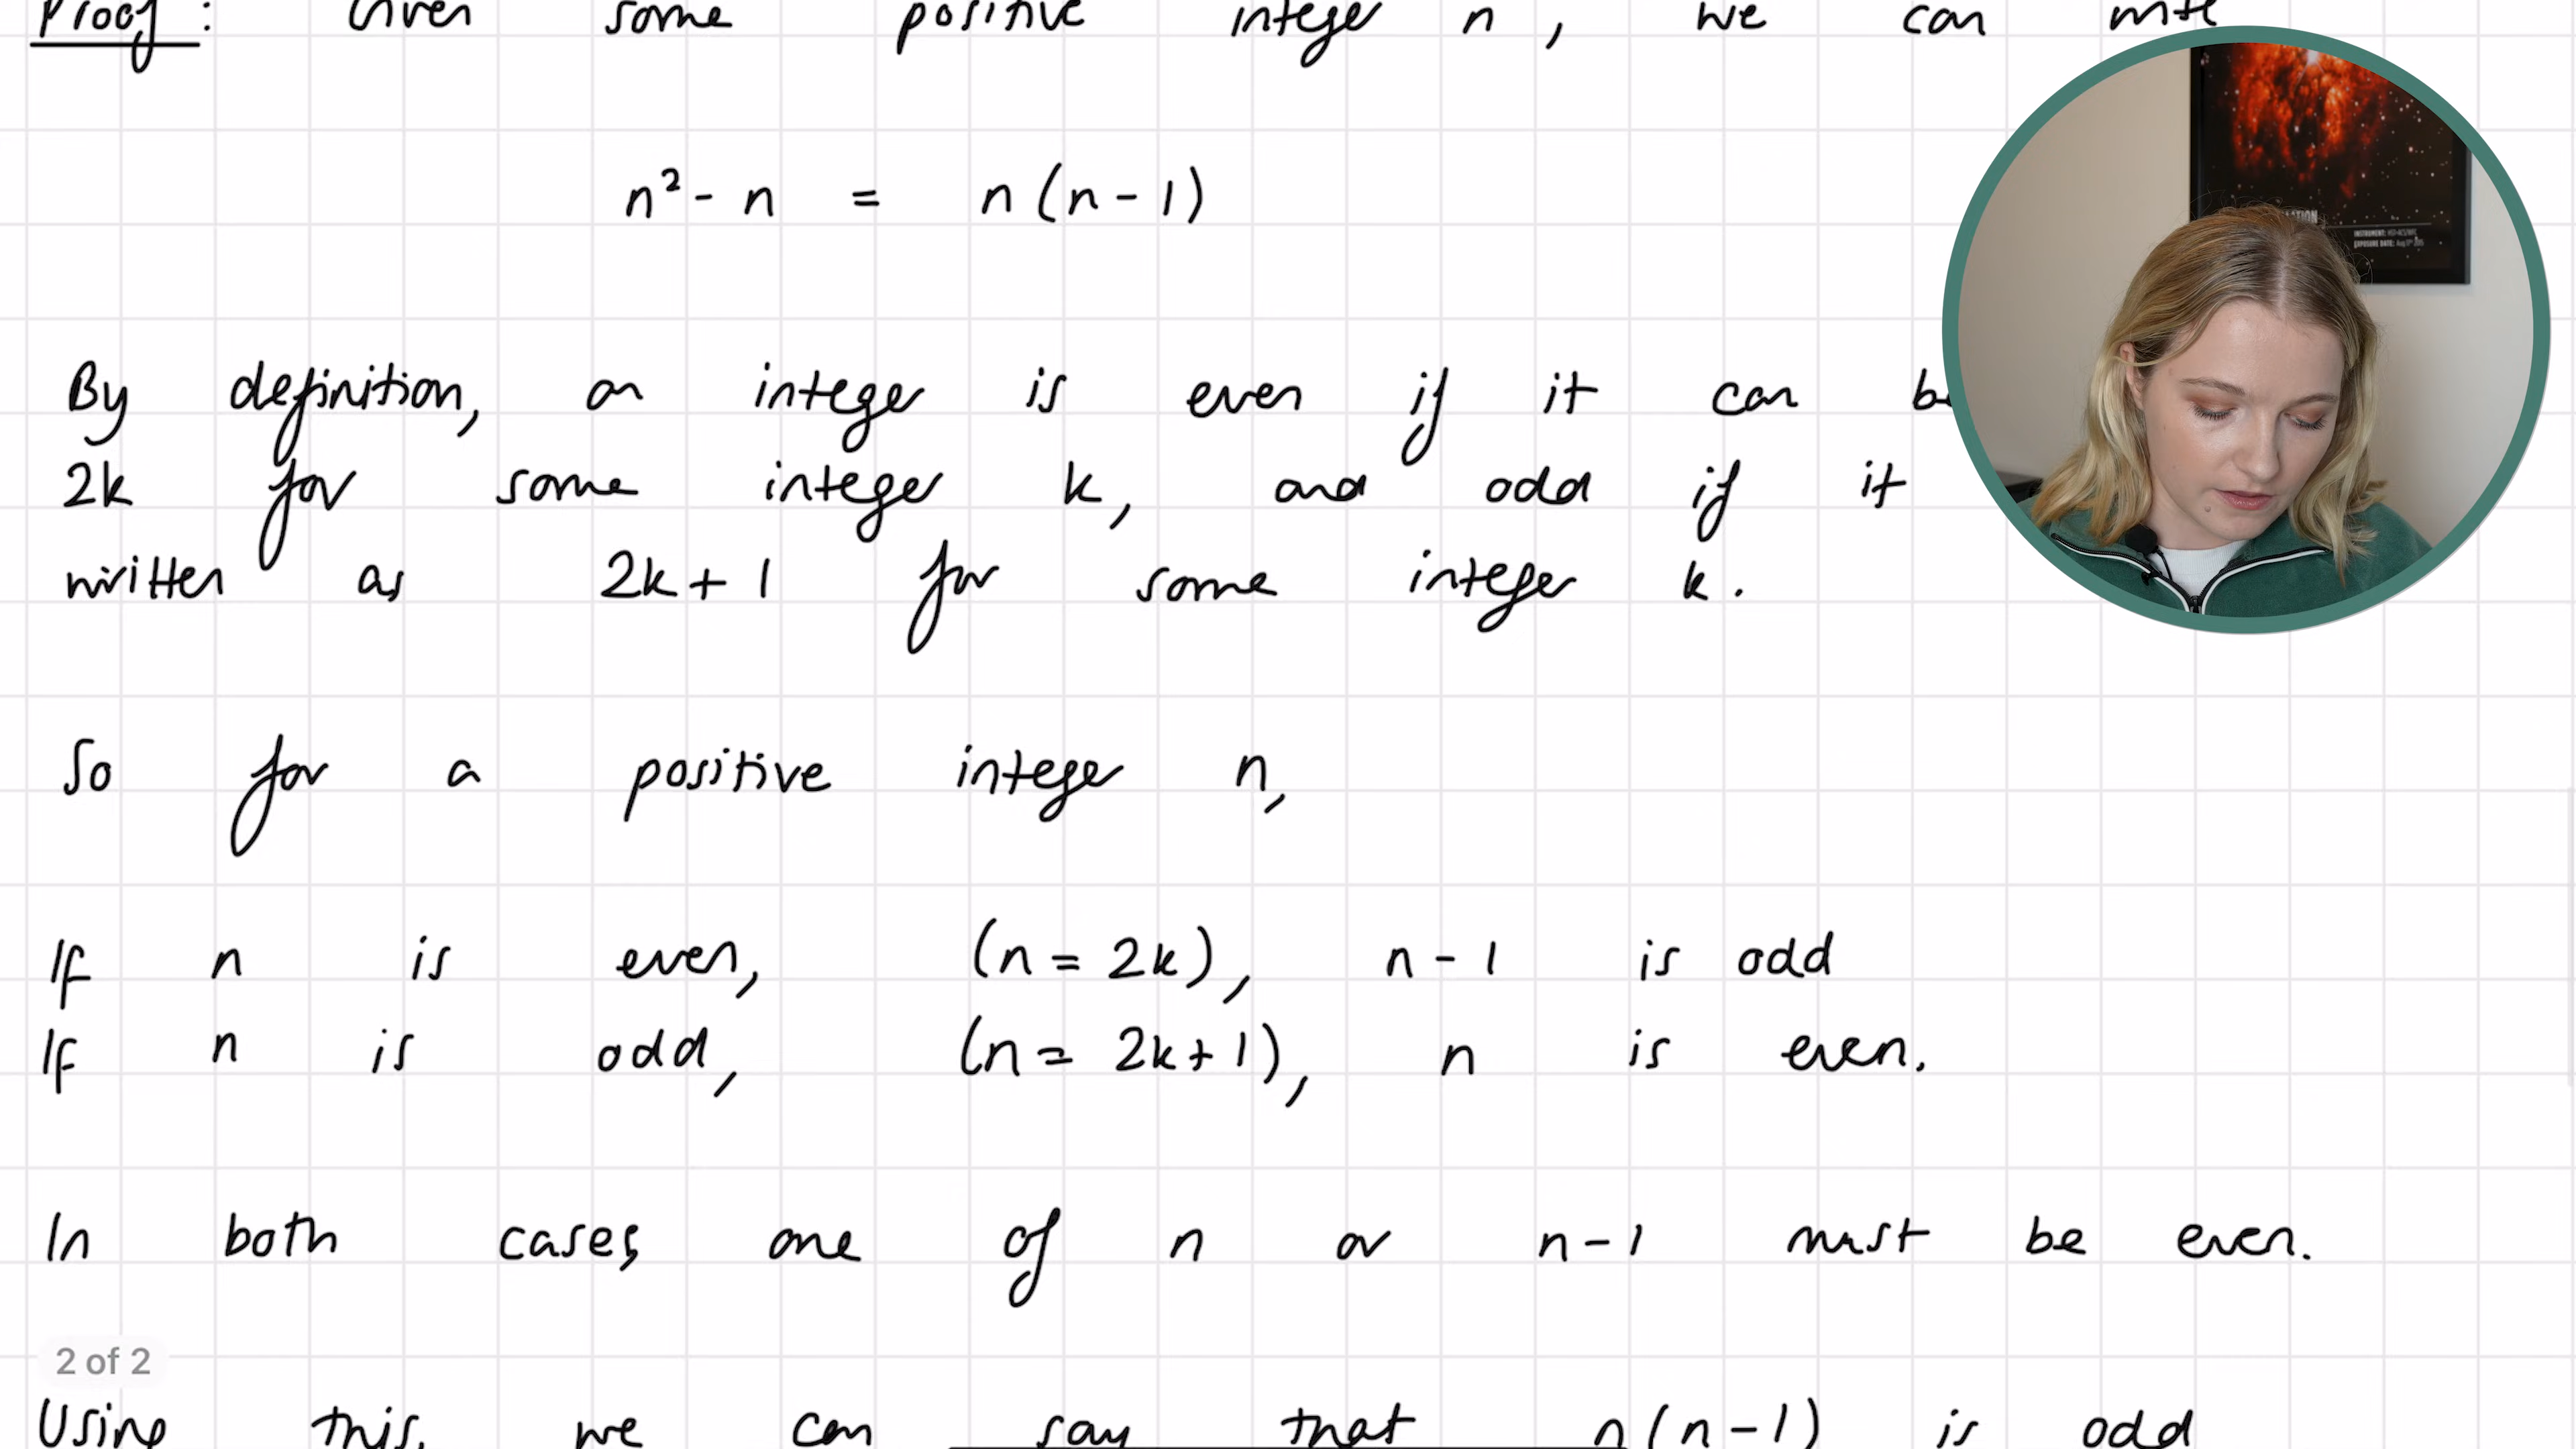 Proof: Given some positive integer n, we can write
n² - n = n(n-1)
By definition, an integer is even if it can be
2k for some integer k, and odd if it
written as 2k+1 for some integer k.
So for a positive integer n,
If n is even, (n = 2k), n-1 is odd
If n is odd, (n = 2k+1), n is even.
In both cases, one of n or n-1 must be even.
2 of 2
Using this, we can say that n(n-1) is odd